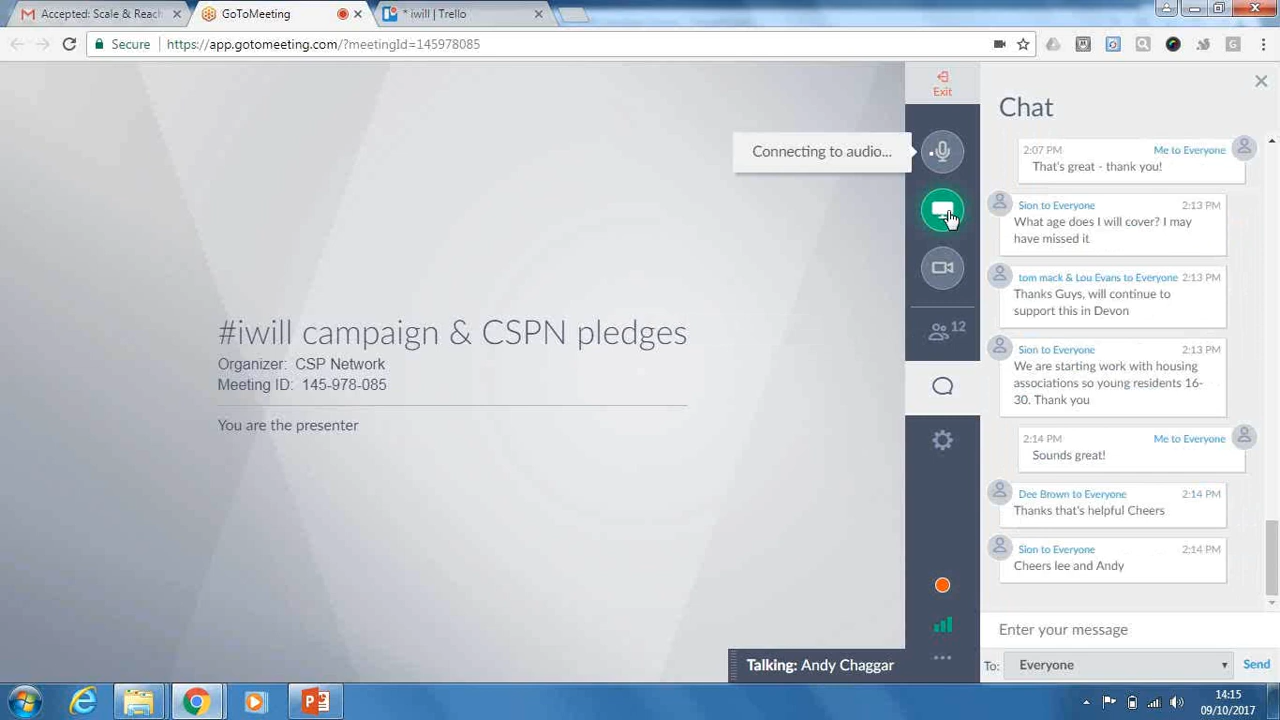 Accepted: Scale & Reach
GoToMeeting
* iwill | Trello
Secure
https://app.gotomeeting.com/?meetingId=145978085
Exit
Connecting to audio...
12
#iwill campaign & CSPN pledges
Organizer: CSP Network
Meeting ID: 145-978-085
You are the presenter
Talking: Andy Chaggar
Chat
2:07 PM Me to Everyone
That's great - thank you!
Sion to Everyone 2:13 PM
What age does I will cover? I may
have missed it
tom mack & Lou Evans to Everyone 2:13 PM
Thanks Guys, will continue to
support this in Devon
Sion to Everyone 2:13 PM
We are starting work with housing
associations so young residents 16-
30. Thank you
2:14 PM Me to Everyone
Sounds great!
Dee Brown to Everyone 2:14 PM
Thanks that's helpful Cheers
Sion to Everyone 2:14 PM
Cheers lee and Andy
Enter your message
To: Everyone Send
14:15
09/10/2017